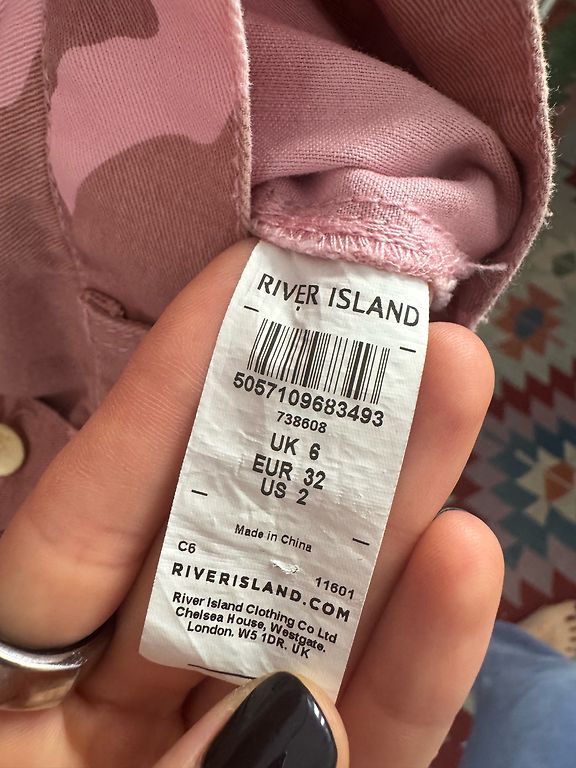 RIVER ISLAND
5057109683493
738608
UK 6
EUR 32
US 2
Made in China
C6
11601
RIVERISLAND.COM
River Island Clothing Co Ltd
Chelsea House, Westgate,
London. W5 1DR. UK